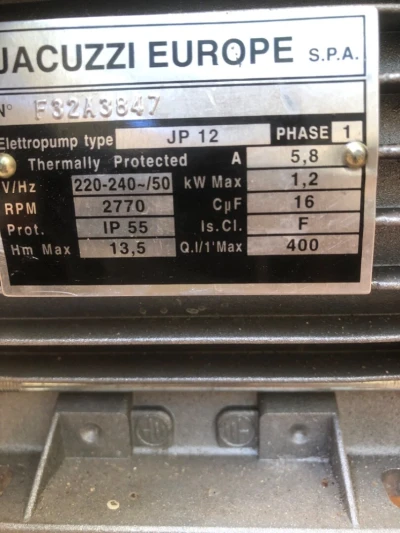 JACUZZI EUROPE S.P.A.
N° F32A3847
Elettropump type JP 12 PHASE 1
Thermally Protected A 5,8
V/Hz 220-240~/50 kW Max 1,2
RPM 2770 CµF 16
Prot. IP 55 Is.Cl. F
Hm Max 13,5 Q.l/1'Max 400